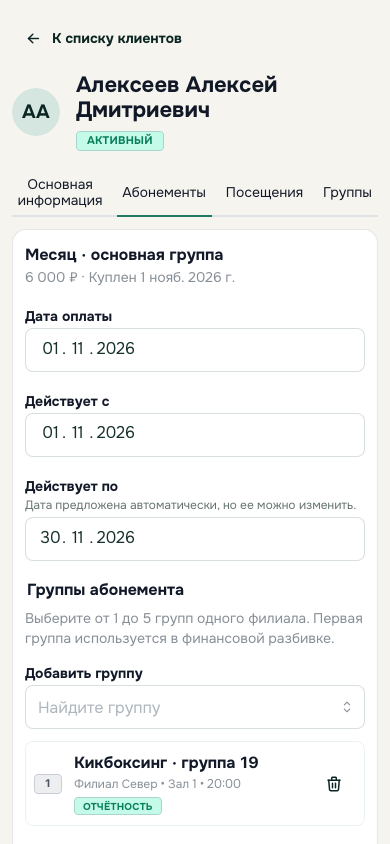 ← К списку клиентов
АА
Алексеев Алексей
Дмитриевич
АКТИВНЫЙ
Основная
информация
Абонементы
Посещения
Группы
Месяц · основная группа
6 000 ₽ · Куплен 1 нояб. 2026 г.
Дата оплаты
01. 11 .2026
Действует с
01. 11 .2026
Действует по
Дата предложена автоматически, но ее можно изменить.
30. 11 .2026
Группы абонемента
Выберите от 1 до 5 групп одного филиала. Первая
группа используется в финансовой разбивке.
Добавить группу
Найдите группу
1
Кикбоксинг · группа 19
Филиал Север • Зал 1 • 20:00
ОТЧЁТНОСТЬ